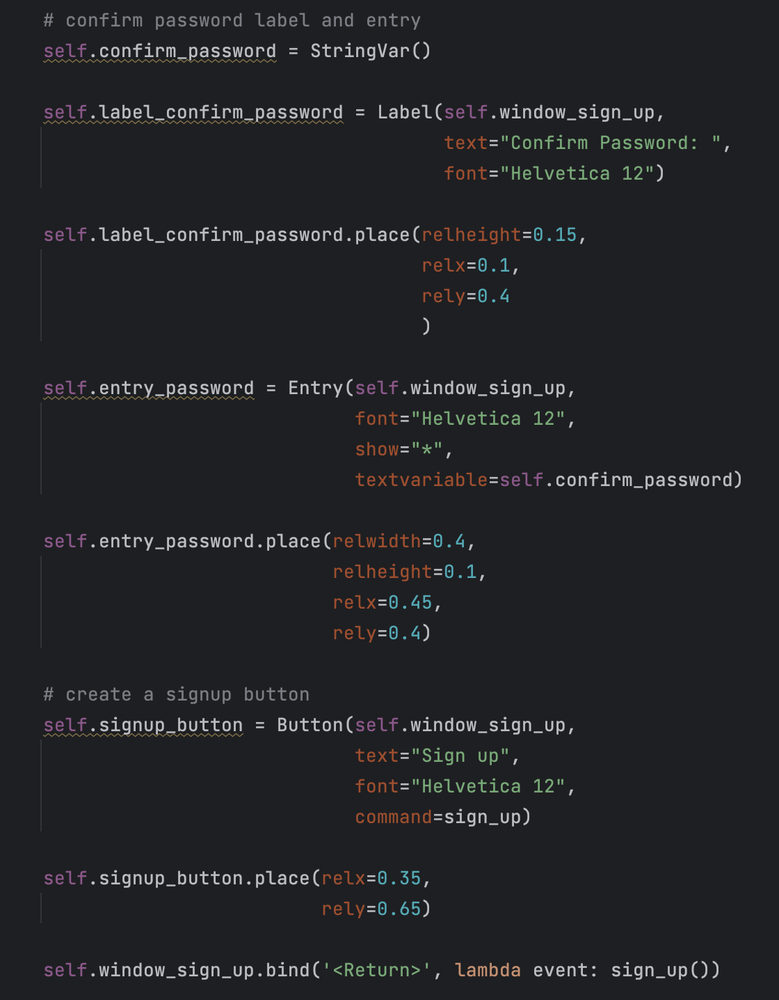 # confirm password label and entry
self.confirm_password = StringVar()
self.label_confirm_password = Label(self.window_sign_up,
text="Confirm Password: ",
font="Helvetica 12")
self.label_confirm_password.place(relheight=0.15,
relx=0.1,
rely=0.4
)
self.entry_password = Entry(self.window_sign_up,
font="Helvetica 12",
show="*",
textvariable=self.confirm_password)
self.entry_password.place(relwidth=0.4,
relheight=0.1,
relx=0.45,
rely=0.4)
# create a signup button
self.signup_button = Button(self.window_sign_up,
text="Sign up",
font="Helvetica 12",
command=sign_up)
self.signup_button.place(relx=0.35,
rely=0.65)
self.window_sign_up.bind('<Return>', lambda event: sign_up())